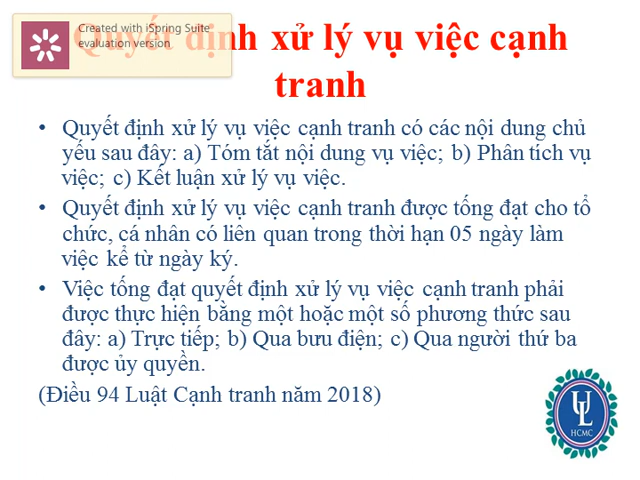 Created with iSpring Suite
evaluation version
Quyết định xử lý vụ việc cạnh
tranh
• Quyết định xử lý vụ việc cạnh tranh có các nội dung chủ
yếu sau đây: a) Tóm tắt nội dung vụ việc; b) Phân tích vụ
việc; c) Kết luận xử lý vụ việc.
• Quyết định xử lý vụ việc cạnh tranh được tống đạt cho tổ
chức, cá nhân có liên quan trong thời hạn 05 ngày làm
việc kể từ ngày ký.
• Việc tống đạt quyết định xử lý vụ việc cạnh tranh phải
được thực hiện bằng một hoặc một số phương thức sau
đây: a) Trực tiếp; b) Qua bưu điện; c) Qua người thứ ba
được ủy quyền.
(Điều 94 Luật Cạnh tranh năm 2018)
UL
HCMC